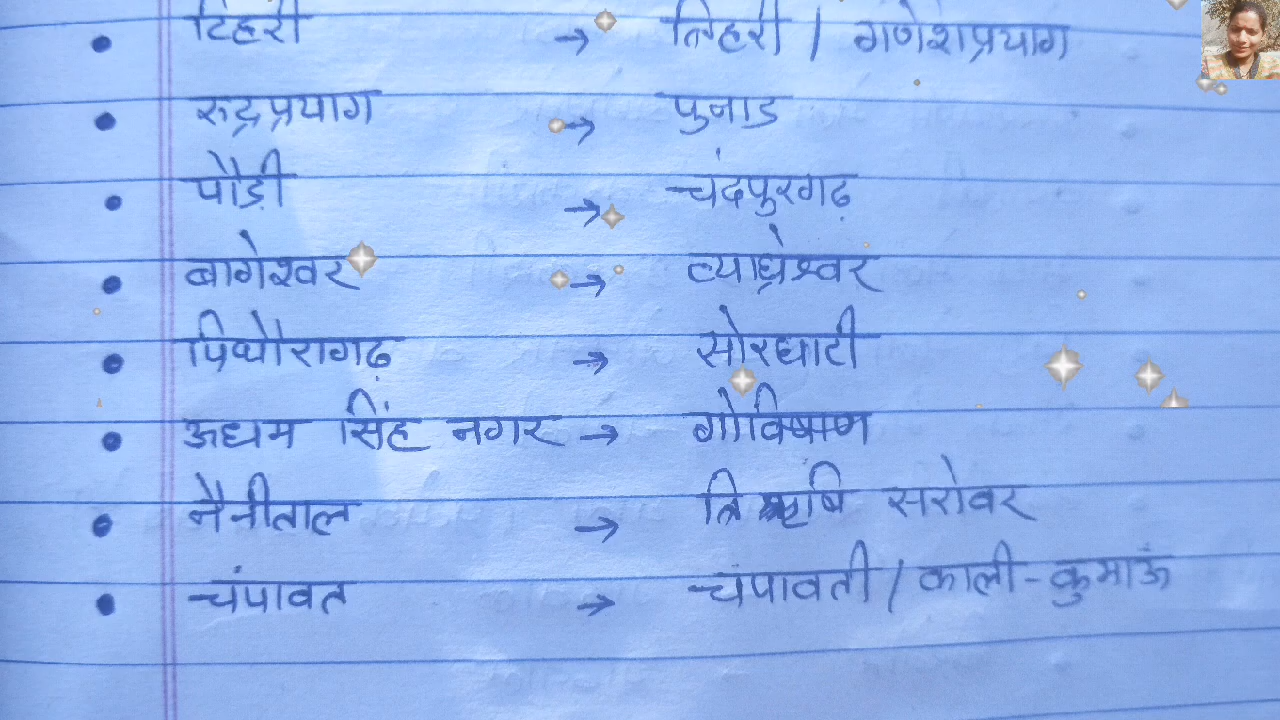 • टिहरी → तिहरी / गणेशप्रयाग
• रुद्रप्रयाग → पुनाड
• पौड़ी → चंदपुरगढ़
• बागेश्वर → व्याघ्रेश्वर
• पिथौरागढ़ → सोरघाटी
• ऊधम सिंह नगर → गोविषाण
• नैनीताल → त्रि ऋषि सरोवर
• चंपावत → चंपावती / काली-कुमाऊं